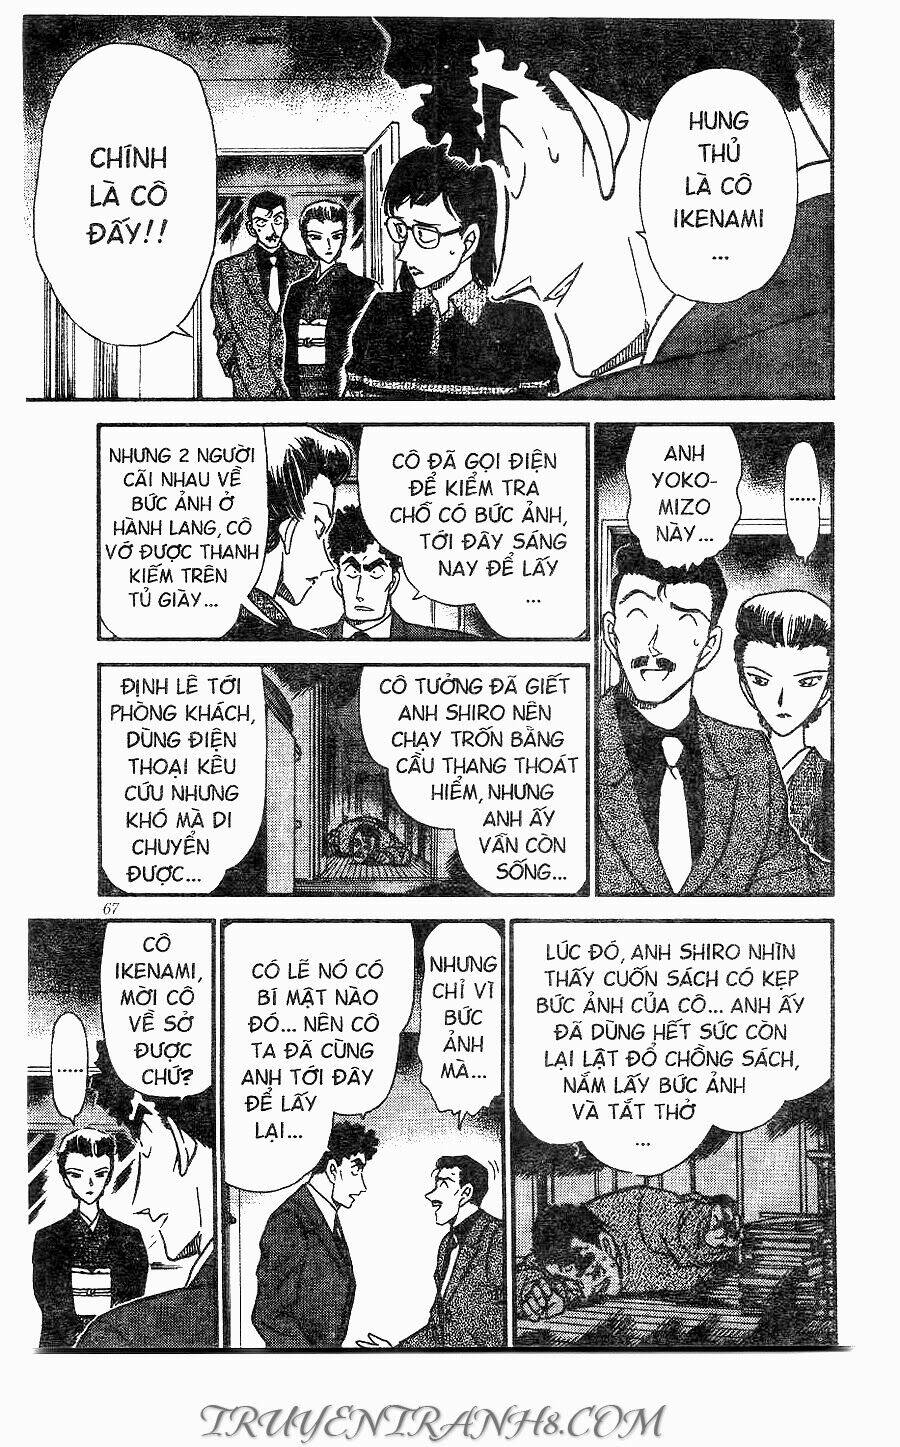 HUNG
THỦ
LÀ CÔ
IKENAMI
...
CHÍNH
LÀ CÔ
ĐẤY!!
......
ANH
YOKO-
MIZO
NÀY...
CÔ ĐÃ GỌI ĐIỆN
ĐỂ KIỂM TRA
CHỖ CÓ BỨC ẢNH,
TỚI ĐÂY SÁNG
NAY ĐỂ LẤY
...
NHƯNG 2 NGƯỜI
CÃI NHAU VỀ
BỨC ẢNH Ở
HÀNH LANG, CÔ
VỚ ĐƯỢC THANH
KIẾM TRÊN
TỦ GIÀY...
CÔ TƯỞNG ĐÃ GIẾT
ANH SHIRO NÊN
CHẠY TRỐN BẰNG
CẦU THANG THOÁT
HIỂM, NHƯNG
ANH ẤY
VẪN CÒN
SỐNG...
ĐỊNH LÊ TỚI
PHÒNG KHÁCH,
DÙNG ĐIỆN
THOẠI KÊU
CỨU NHƯNG
KHÓ MÀ DI
CHUYỂN
ĐƯỢC...
67
LÚC ĐÓ, ANH SHIRO NHÌN
THẤY CUỐN SÁCH CÓ KẸP
BỨC ẢNH CỦA CÔ... ANH ẤY
ĐÃ DÙNG HẾT SỨC CÒN
LẠI LẬT ĐỔ CHỒNG SÁCH,
NẮM LẤY BỨC ẢNH
VÀ TẮT THỞ
...
NHƯNG
CHỈ VÌ
BỨC
ẢNH
MÀ...
CÓ LẼ NÓ CÓ
BÍ MẬT NÀO
ĐÓ... NÊN CÔ
TA ĐÃ CÙNG
ANH TỚI ĐÂY
ĐỂ LẤY
LẠI...
CÔ
IKENAMI,
MỜI CÔ
VỀ SỞ
ĐƯỢC
CHỨ?
......
TRUYENTRANH8.COM